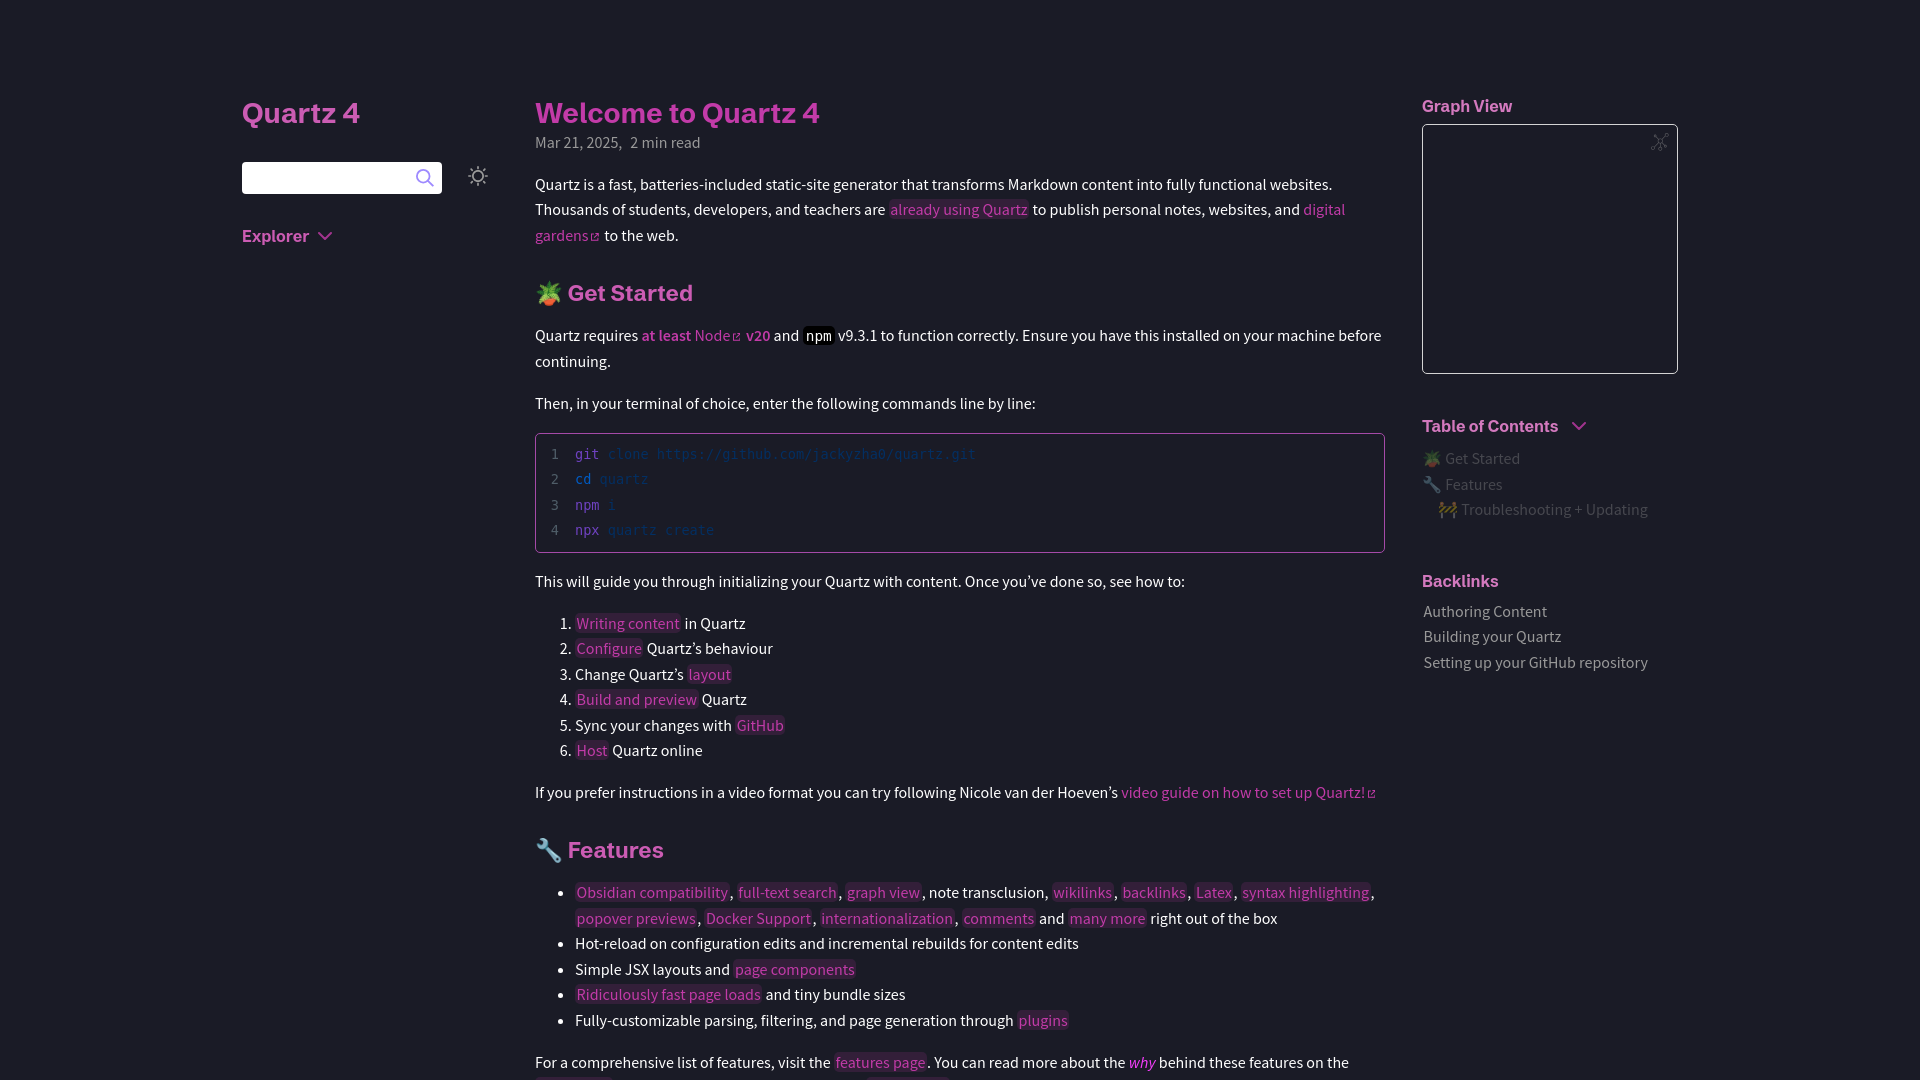 Quartz 4
Explorer
Welcome to Quartz 4
Mar 21, 2025, 2 min read
Quartz is a fast, batteries-included static-site generator that transforms Markdown content into fully functional websites.
Thousands of students, developers, and teachers are already using Quartz to publish personal notes, websites, and digital
gardens to the web.
🪴 Get Started
Quartz requires at least Node v20 and npm v9.3.1 to function correctly. Ensure you have this installed on your machine before
continuing.
Then, in your terminal of choice, enter the following commands line by line:
1 git clone https://github.com/jackyzha0/quartz.git
2 cd quartz
3 npm i
4 npx quartz create
This will guide you through initializing your Quartz with content. Once you’ve done so, see how to:
1. Writing content in Quartz
2. Configure Quartz’s behaviour
3. Change Quartz’s layout
4. Build and preview Quartz
5. Sync your changes with GitHub
6. Host Quartz online
If you prefer instructions in a video format you can try following Nicole van der Hoeven’s video guide on how to set up Quartz!
🔧 Features
• Obsidian compatibility, full-text search, graph view, note transclusion, wikilinks, backlinks, Latex, syntax highlighting,
popover previews, Docker Support, internationalization, comments and many more right out of the box
• Hot-reload on configuration edits and incremental rebuilds for content edits
• Simple JSX layouts and page components
• Ridiculously fast page loads and tiny bundle sizes
• Fully-customizable parsing, filtering, and page generation through plugins
For a comprehensive list of features, visit the features page. You can read more about the why behind these features on the
Graph View
Table of Contents
🪴 Get Started
🔧 Features
🚧 Troubleshooting + Updating
Backlinks
Authoring Content
Building your Quartz
Setting up your GitHub repository